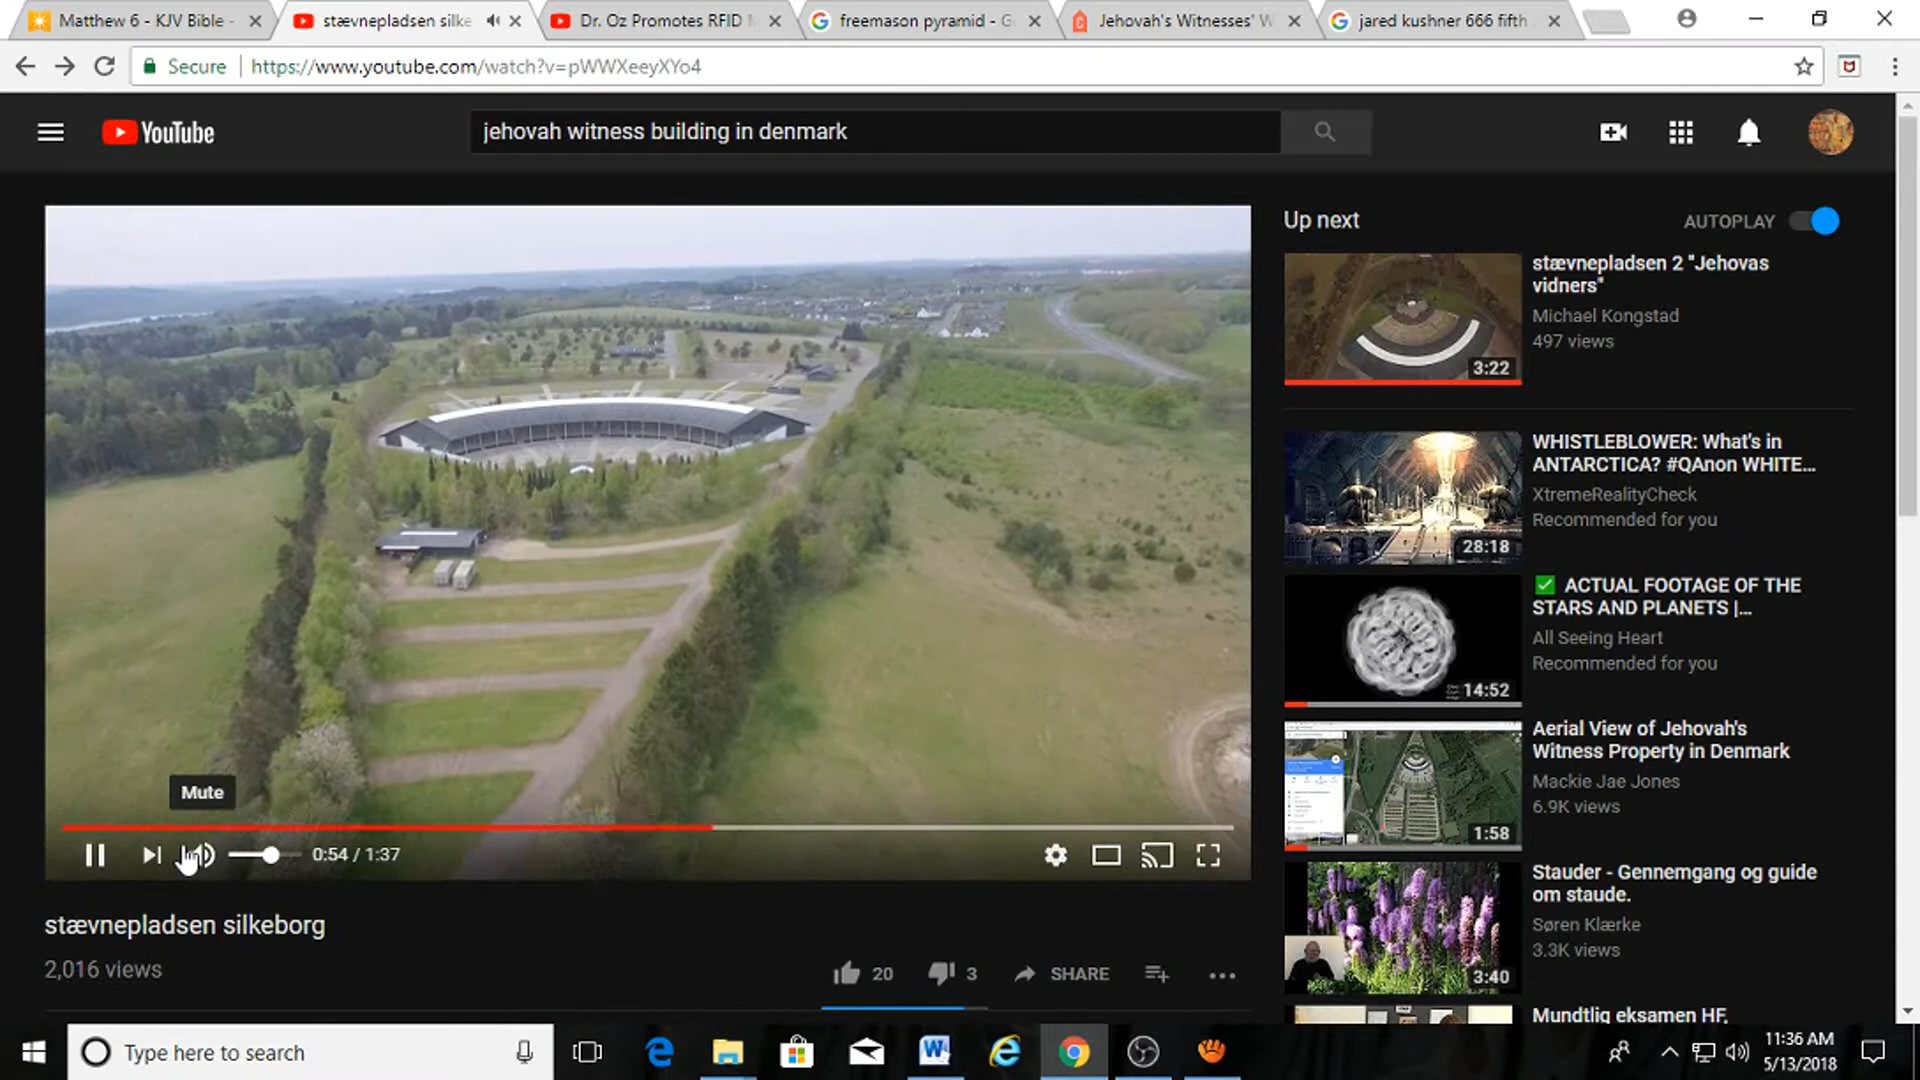 Matthew 6 - KJV Bible -
stævnepladsen silke
Dr. Oz Promotes RFID
freemason pyramid - G
Jehovah's Witnesses' W
jared kushner 666 fifth
Secure
https://www.youtube.com/watch?v=pWWXeeyXYo4
YouTube
jehovah witness building in denmark
Up next
AUTOPLAY
stævnepladsen 2 "Jehovas
vidners"
Michael Kongstad
497 views
3:22
WHISTLEBLOWER: What's in
ANTARCTICA? #QAnon WHITE...
XtremeRealityCheck
Recommended for you
28:18
ACTUAL FOOTAGE OF THE
STARS AND PLANETS |...
All Seeing Heart
Recommended for you
14:52
Aerial View of Jehovah's
Witness Property in Denmark
Mackie Jae Jones
6.9K views
1:58
Stauder - Gennemgang og guide
om staude.
Søren Klærke
3.3K views
3:40
Mundtlig eksamen HF,
Mute
0:54 / 1:37
stævnepladsen silkeborg
2,016 views
20
3
SHARE
Type here to search
11:36 AM
5/13/2018